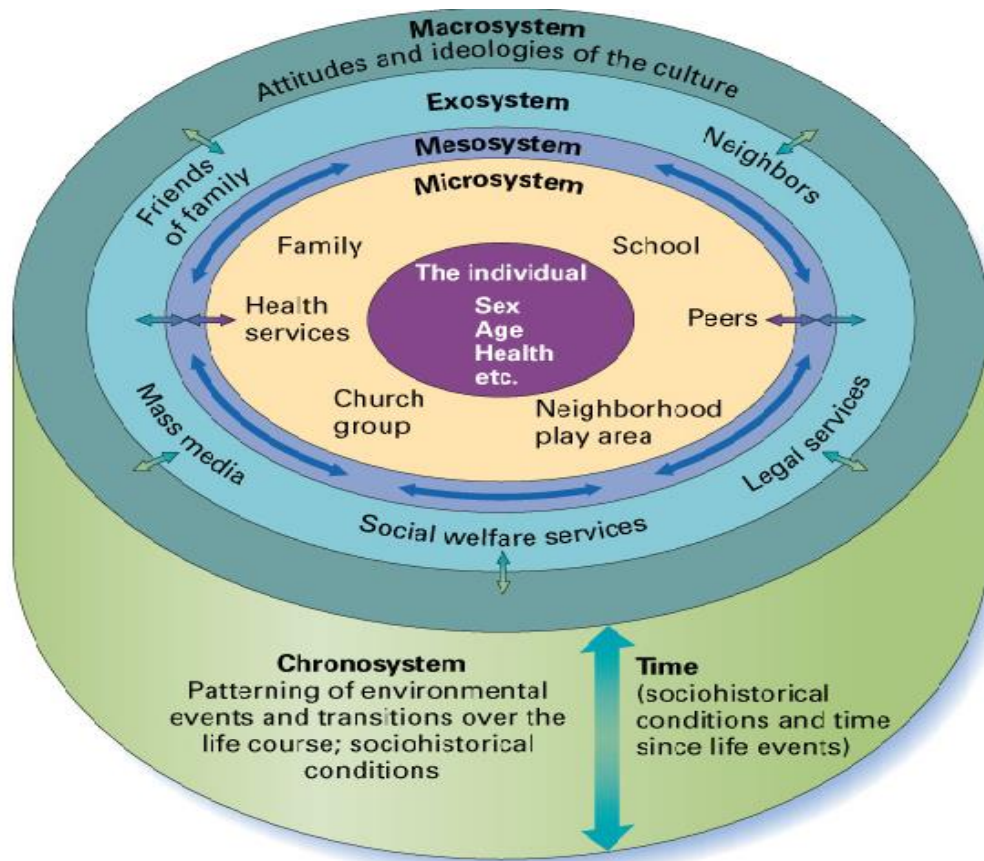 Macrosystem
Attitudes and ideologies of the culture
Exosystem
Mesosystem
Microsystem
Friends
of family
Neighbors
Family
School
The individual
Sex
Age
Health
etc.
Health
services
Peers
Church
group
Neighborhood
play area
Mass media
Legal services
Social welfare services
Chronosystem
Patterning of environmental
events and transitions over the
life course; sociohistorical
conditions
Time
(sociohistorical
conditions and time
since life events)